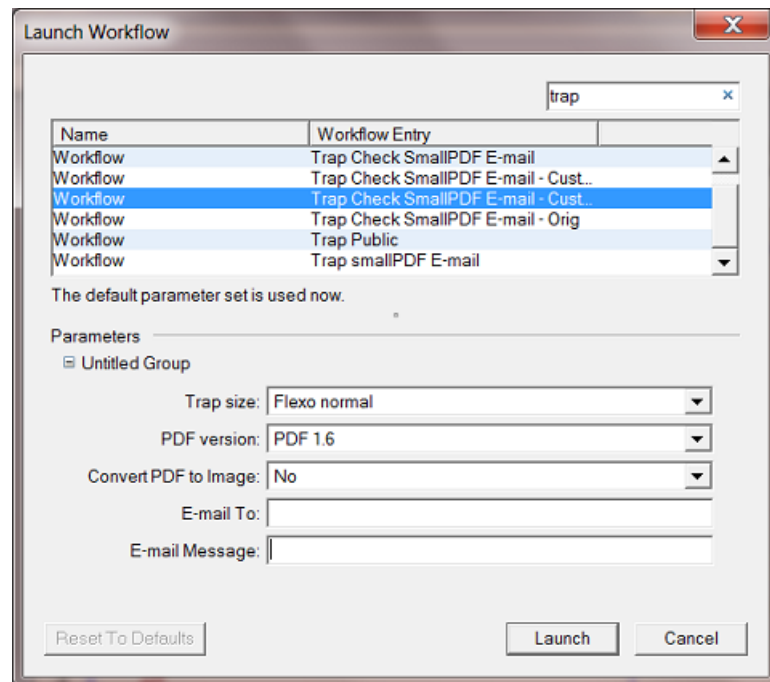 Launch Workflow
trap
Name Workflow Entry
Workflow Trap Check SmallPDF E-mail
Workflow Trap Check SmallPDF E-mail - Cust...
Workflow Trap Check SmallPDF E-mail - Cust...
Workflow Trap Check SmallPDF E-mail - Orig
Workflow Trap Public
Workflow Trap smallPDF E-mail
The default parameter set is used now.
Parameters
Untitled Group
Trap size: Flexo normal
PDF version: PDF 1.6
Convert PDF to Image: No
E-mail To:
E-mail Message:
Reset To Defaults Launch Cancel